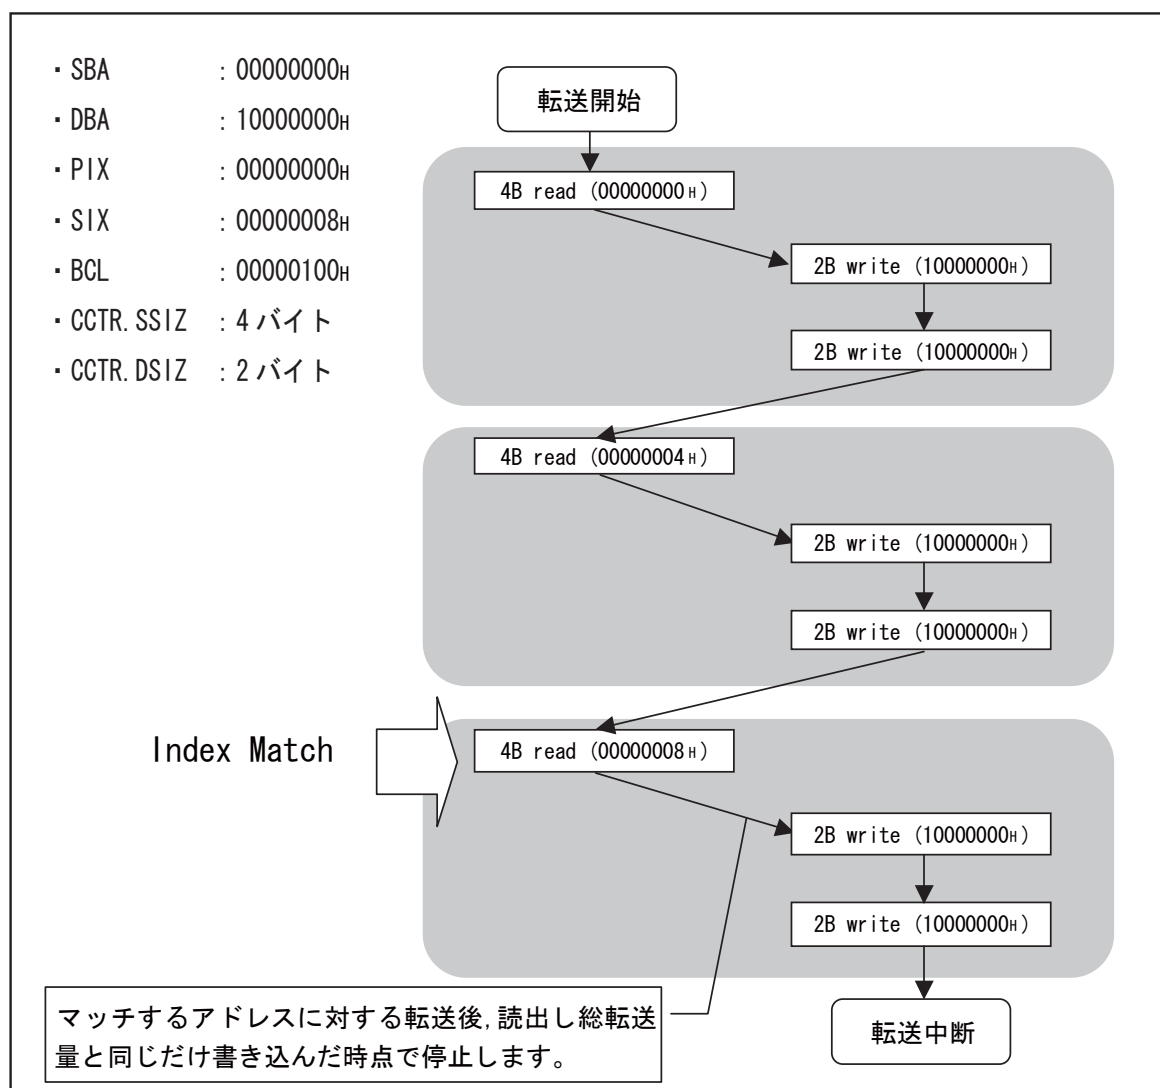 ・SBA : 00000000H
・DBA : 10000000H
・PIX : 00000000H
・SIX : 00000008H
・BCL : 00000100H
・CCTR.SSIZ : 4 バイト
・CCTR.DSIZ : 2 バイト
転送開始
4B read (00000000H)
2B write (10000000H)
2B write (10000000H)
4B read (00000004H)
2B write (10000000H)
2B write (10000000H)
Index Match
4B read (00000008H)
2B write (10000000H)
2B write (10000000H)
マッチするアドレスに対する転送後,読出し総転送
量と同じだけ書き込んだ時点で停止します。
転送中断